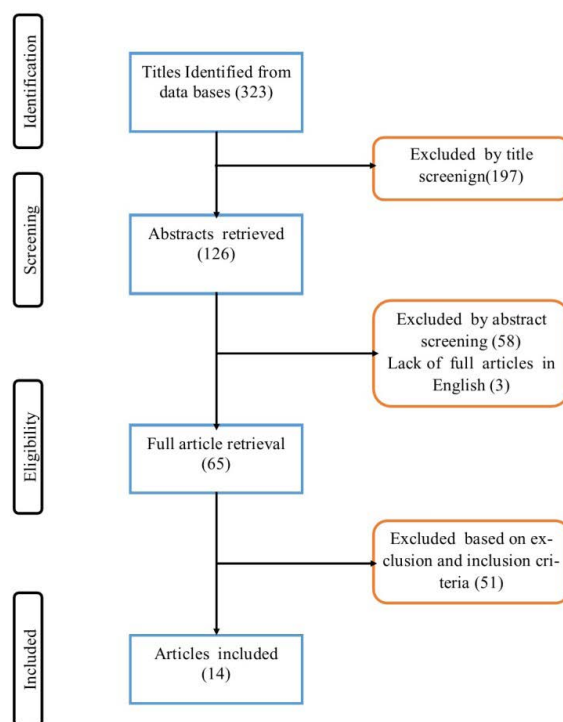 Identification
Titles Identified from
data bases (323)
Excluded by title
screenign(197)
Screening
Abstracts retrieved
(126)
Excluded by abstract
screening (58)
Lack of full articles in
English (3)
Eligibility
Full article retrieval
(65)
Excluded based on ex-
clusion and inclusion cri-
teria (51)
Included
Articles included
(14)